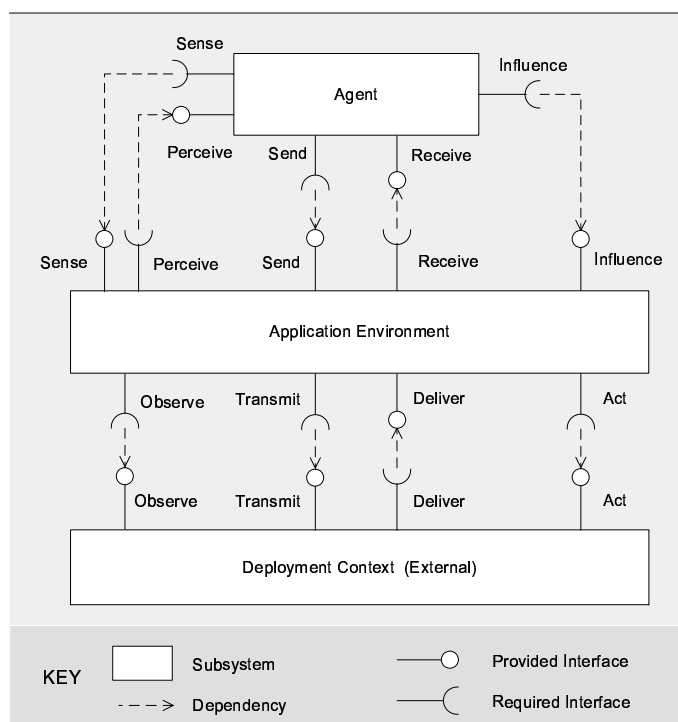 Sense
Influence
Agent
Perceive
Send
Receive
Sense
Perceive
Send
Receive
Influence
Application Environment
Observe
Transmit
Deliver
Act
Observe
Transmit
Deliver
Act
Deployment Context (External)
KEY
Subsystem
Provided Interface
Dependency
Required Interface